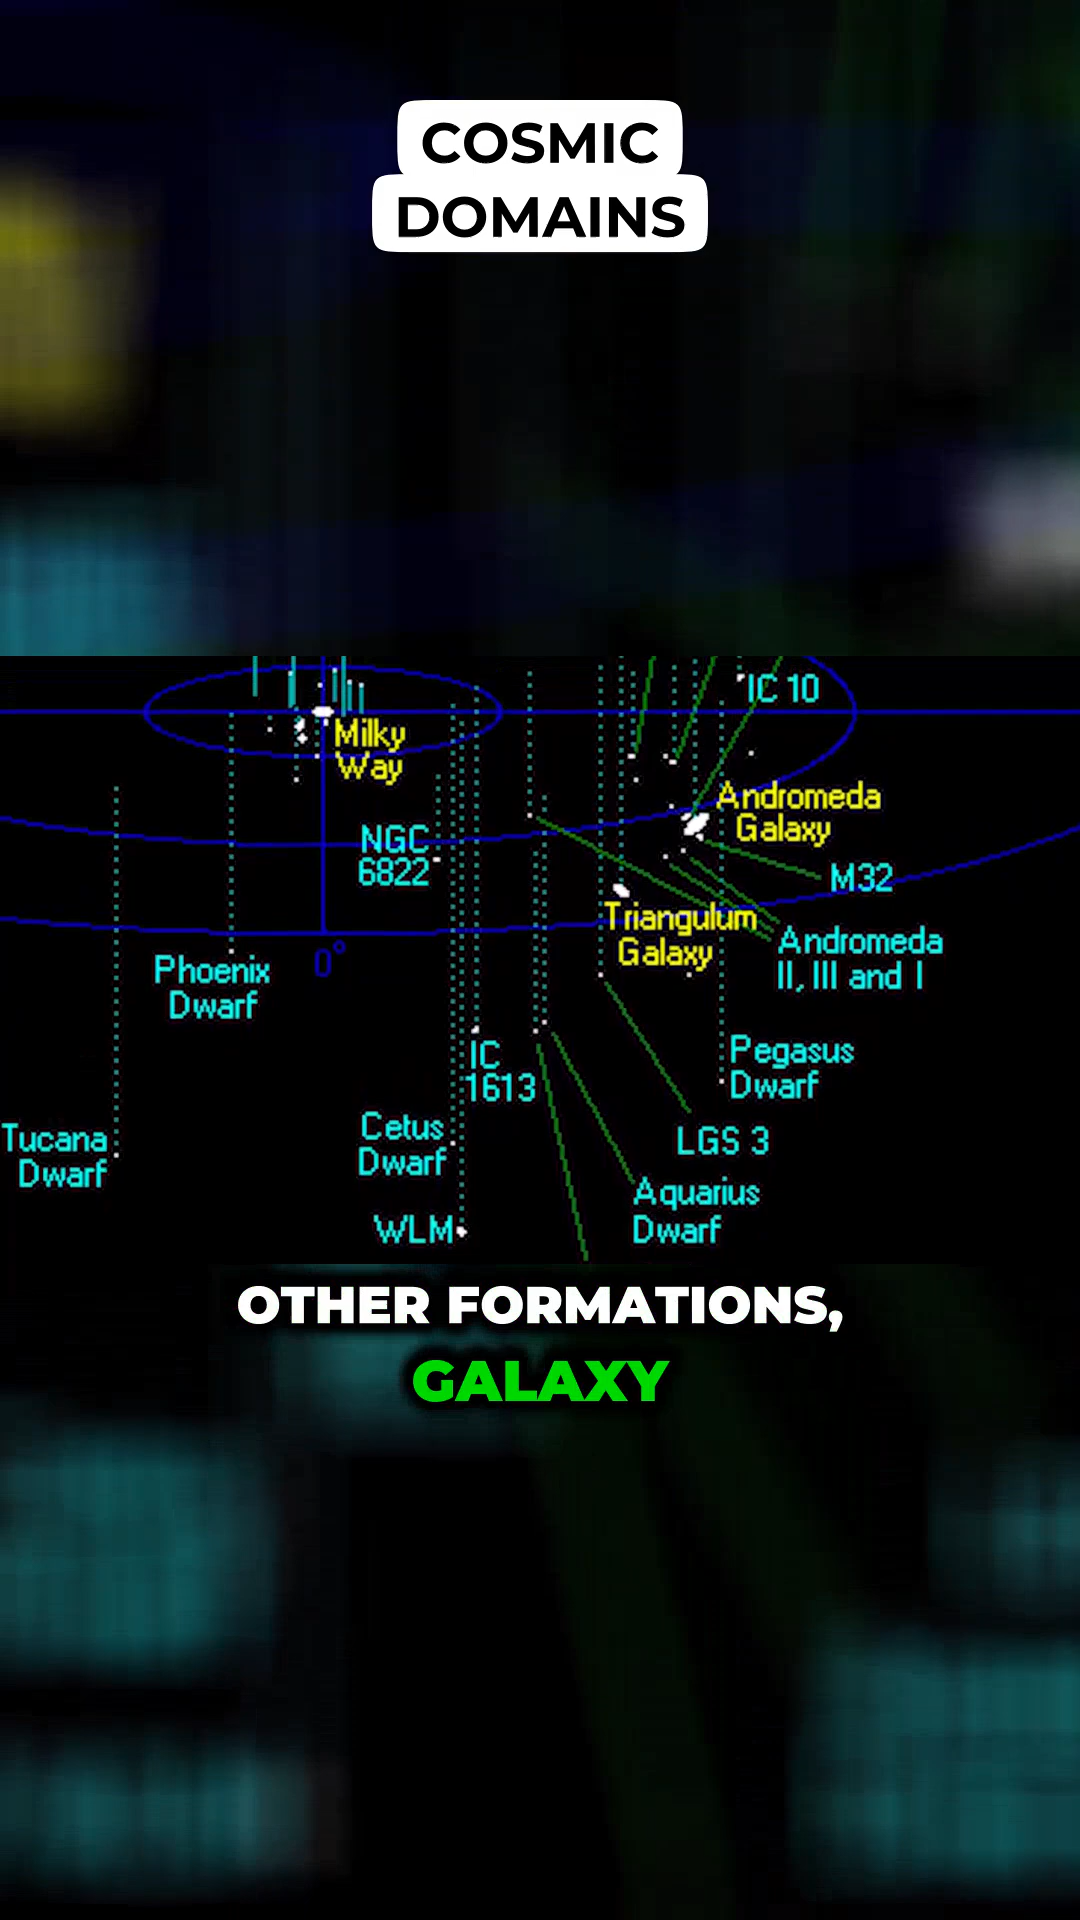 COSMIC
DOMAINS
IC 10
Milky
Way
Andromeda
Galaxy
NGC
6822
M32
Triangulum
Galaxy
Andromeda
II, III and I
0°
Phoenix
Dwarf
IC
1613
Pegasus
Dwarf
Tucana
Dwarf
Cetus
Dwarf
LGS 3
Aquarius
Dwarf
WLM
OTHER FORMATIONS,
GALAXY